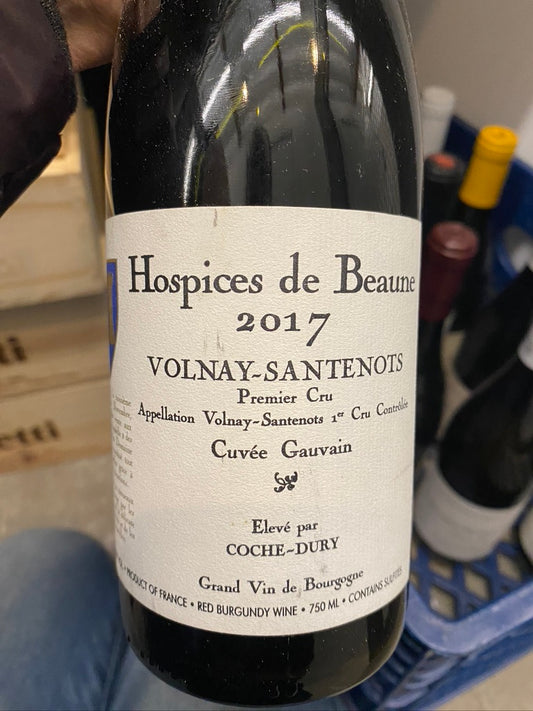 Hospices de Beaune
2017
VOLNAY-SANTENOTS
Premier Cru
Appellation Volnay-Santenots 1er Cru Contrôlée
Cuvée Gauvain
Elevé par
COCHE-DURY
Grand Vin de Bourgogne
• PRODUCT OF FRANCE • RED BURGUNDY WINE • 750 ML • CONTAINS SULFITES